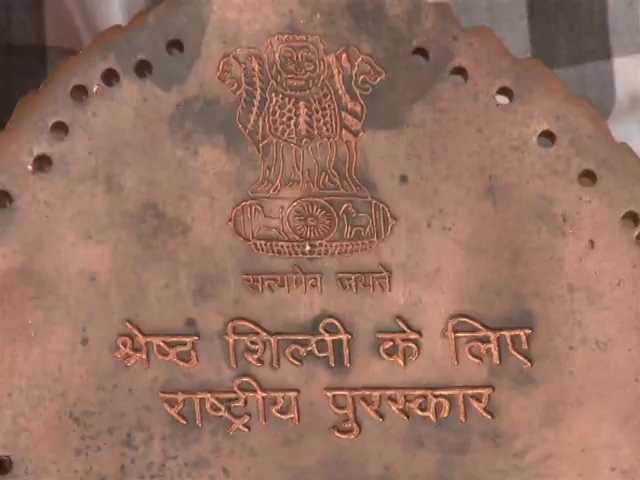 सत्यमेव जयते
श्रेष्ठ शिल्पी के लिए
राष्ट्रीय पुरस्कार